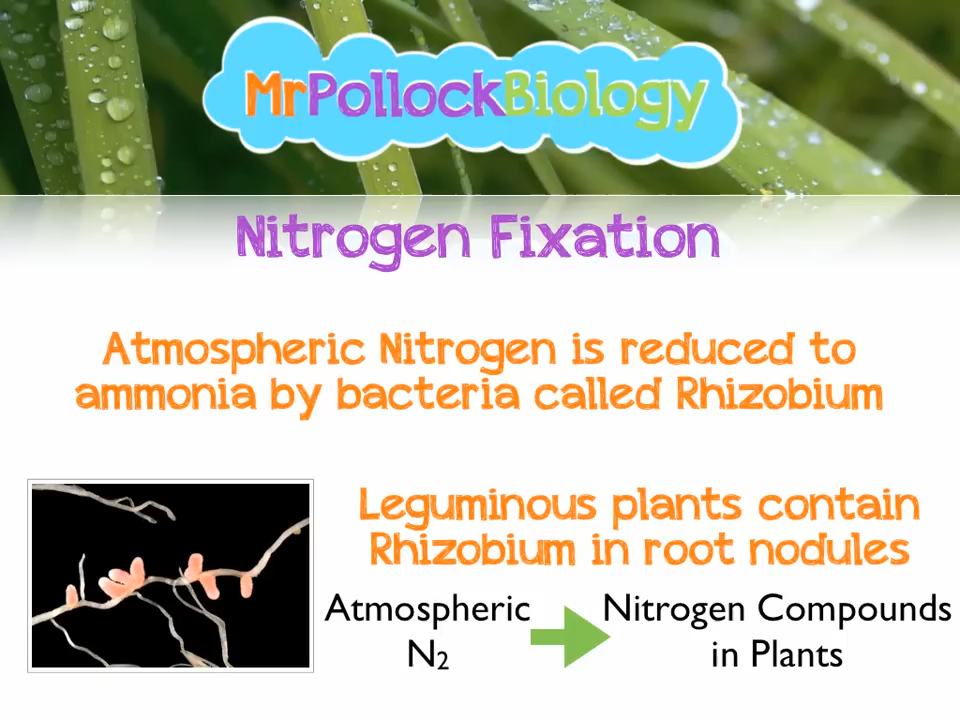 MrPollockBiology
Nitrogen Fixation
Atmospheric Nitrogen is reduced to
ammonia by bacteria called Rhizobium
Leguminous plants contain
Rhizobium in root nodules
Atmospheric
N₂
Nitrogen Compounds
in Plants